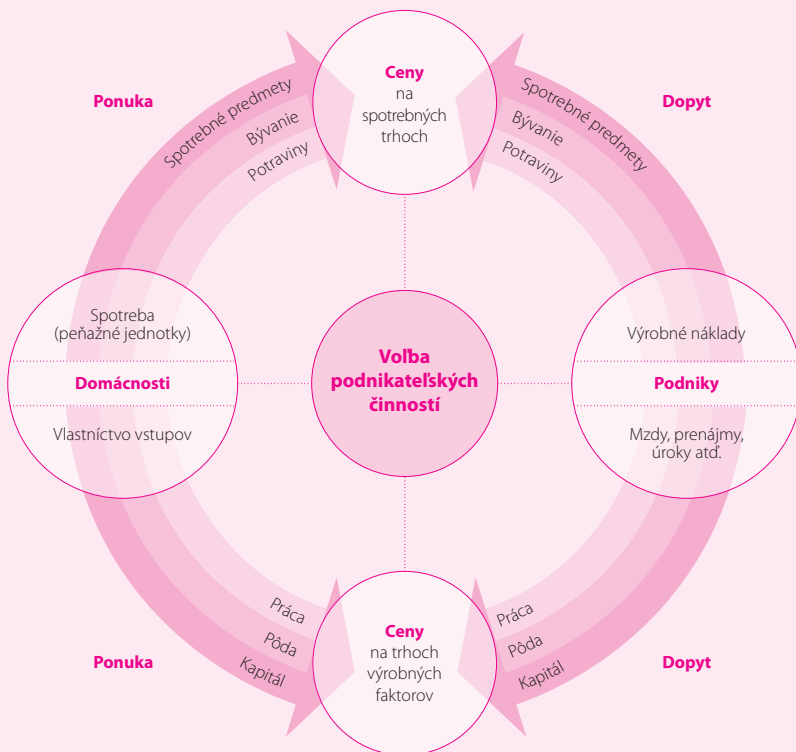 Ponuka
Spotrebné predmety
Bývanie
Potraviny
Ceny
na
spotrebných
trhoch
Spotrebné predmety
Bývanie
Potraviny
Dopyt
Spotreba
(peňažné jednotky)
Domácnosti
Vlastníctvo vstupov
Voľba
podnikateľských
činností
Výrobné náklady
Podniky
Mzdy, prenájmy,
úroky atď.
Ponuka
Práca
Pôda
Kapitál
Ceny
na trhoch
výrobných
faktorov
Práca
Pôda
Kapitál
Dopyt